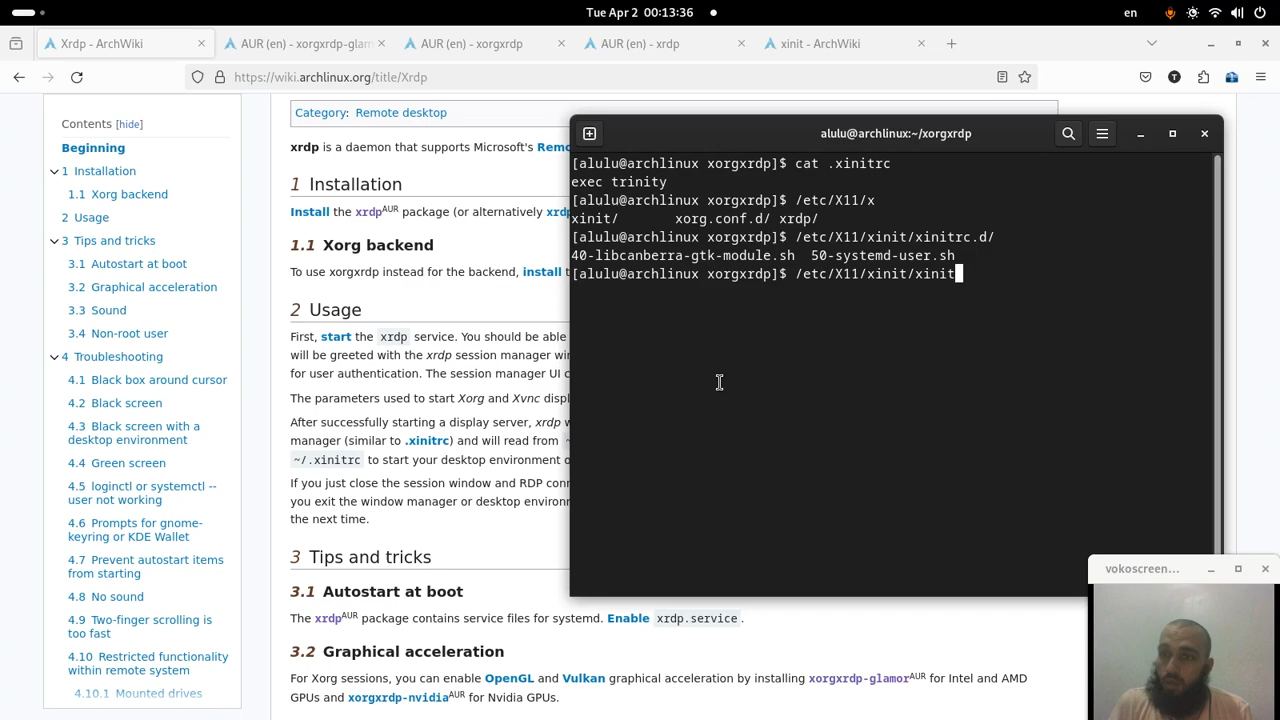 Tue Apr 2 00:13:36
en
Xrdp - ArchWiki
AUR (en) - xorgxrdp-glam
AUR (en) - xorgxrdp
AUR (en) - xrdp
xinit - ArchWiki
https://wiki.archlinux.org/title/Xrdp
Contents [hide]
Beginning
1 Installation
1.1 Xorg backend
2 Usage
3 Tips and tricks
3.1 Autostart at boot
3.2 Graphical acceleration
3.3 Sound
3.4 Non-root user
4 Troubleshooting
4.1 Black box around cursor
4.2 Black screen
4.3 Black screen with a
desktop environment
4.4 Green screen
4.5 loginctl or systemctl --
user not working
4.6 Prompts for gnome-
keyring or KDE Wallet
4.7 Prevent autostart items
from starting
4.8 No sound
4.9 Two-finger scrolling is
too fast
4.10 Restricted functionality
within remote system
4.10.1 Mounted drives
Category: Remote desktop
xrdp is a daemon that supports Microsoft's Remo
1 Installation
Install the xrdpAUR package (or alternatively xrd
1.1 Xorg backend
To use xorgxrdp instead for the backend, install t
2 Usage
First, start the xrdp service. You should be able
will be greeted with the xrdp session manager win
for user authentication. The session manager UI c
The parameters used to start Xorg and Xvnc displ
After successfully starting a display server, xrdp w
manager (similar to .xinitrc) and will read from ~
~/.xinitrc to start your desktop environment o
If you just close the session window and RDP conn
you exit the window manager or desktop environm
the next time.
3 Tips and tricks
3.1 Autostart at boot
The xrdpAUR package contains service files for systemd. Enable xrdp.service.
3.2 Graphical acceleration
For Xorg sessions, you can enable OpenGL and Vulkan graphical acceleration by installing xorgxrdp-glamorAUR for Intel and AMD
GPUs and xorgxrdp-nvidiaAUR for Nvidia GPUs.
alulu@archlinux:~/xorgxrdp
[alulu@archlinux xorgxrdp]$ cat .xinitrc
exec trinity
[alulu@archlinux xorgxrdp]$ /etc/X11/x
xinit/ xorg.conf.d/ xrdp/
[alulu@archlinux xorgxrdp]$ /etc/X11/xinit/xinitrc.d/
40-libcanberra-gtk-module.sh 50-systemd-user.sh
[alulu@archlinux xorgxrdp]$ /etc/X11/xinit/xinit
vokoscreen...